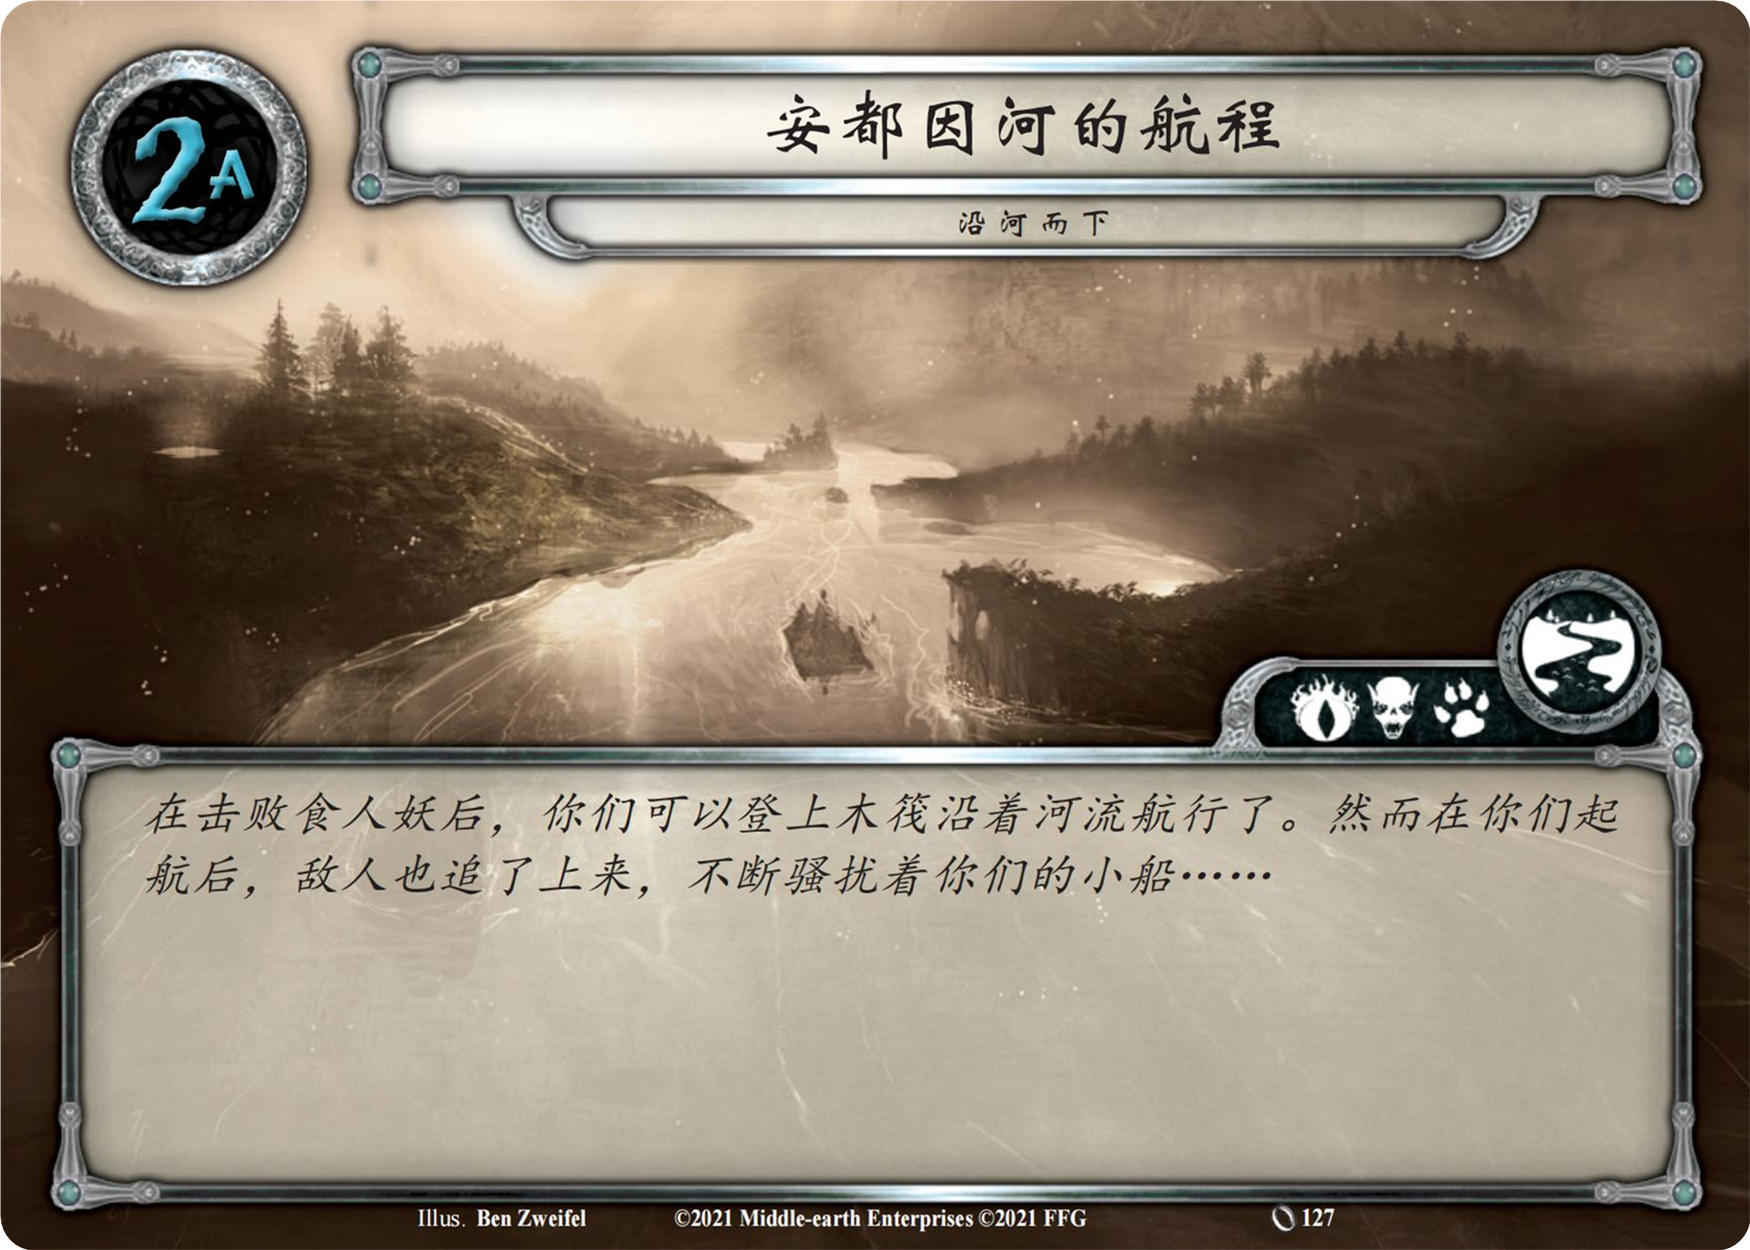 2A
安都因河的航程
沿河而下
在击败食人妖后，你们可以登上木筏沿着河流航行了。然而在你们起
航后，敌人也追了上来，不断骚扰着你们的小船……
Illus. Ben Zweifel ©2021 Middle-earth Enterprises ©2021 FFG 127